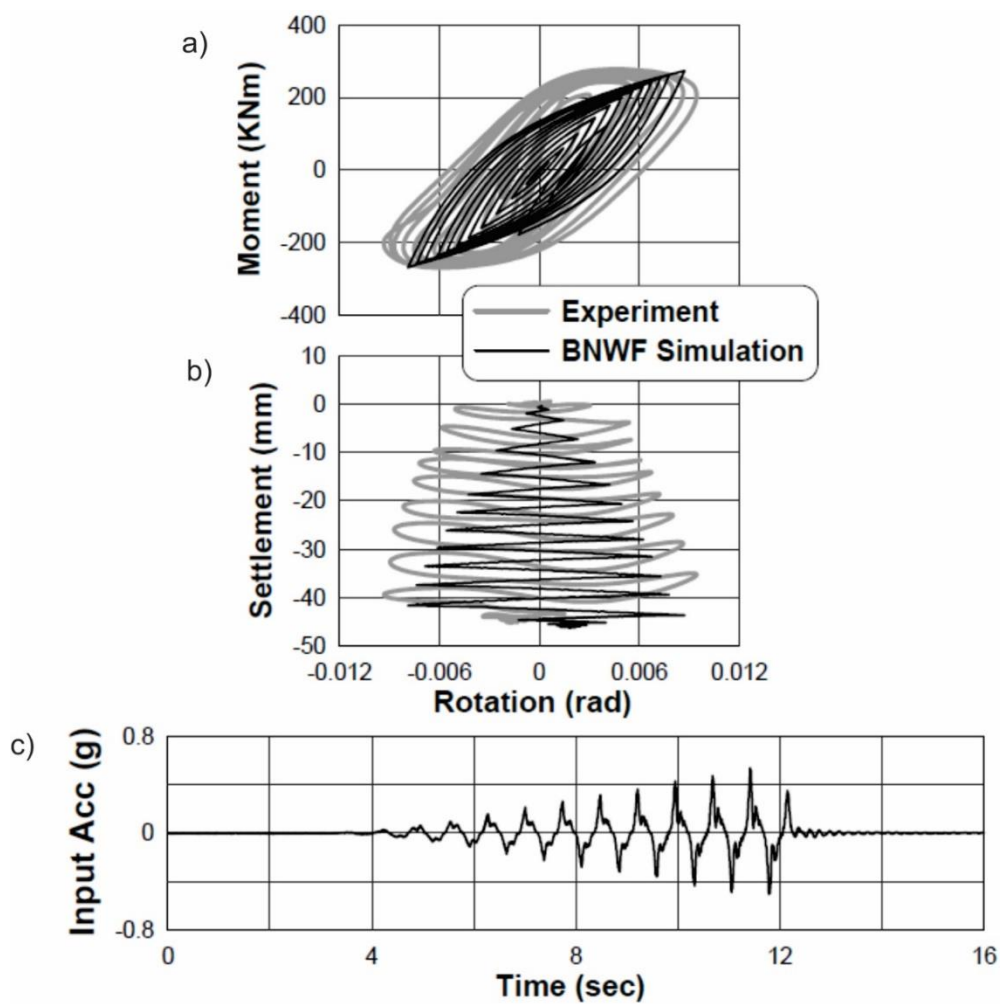 a)
Moment (KNm)
400
200
0
-200
-400
Experiment
BNWF Simulation
b)
Settlement (mm)
10
0
-10
-20
-30
-40
-50
-0.012 -0.006 0 0.006 0.012
Rotation (rad)
c)
Input Acc (g)
0.8
0
-0.8
0 4 8 12 16
Time (sec)